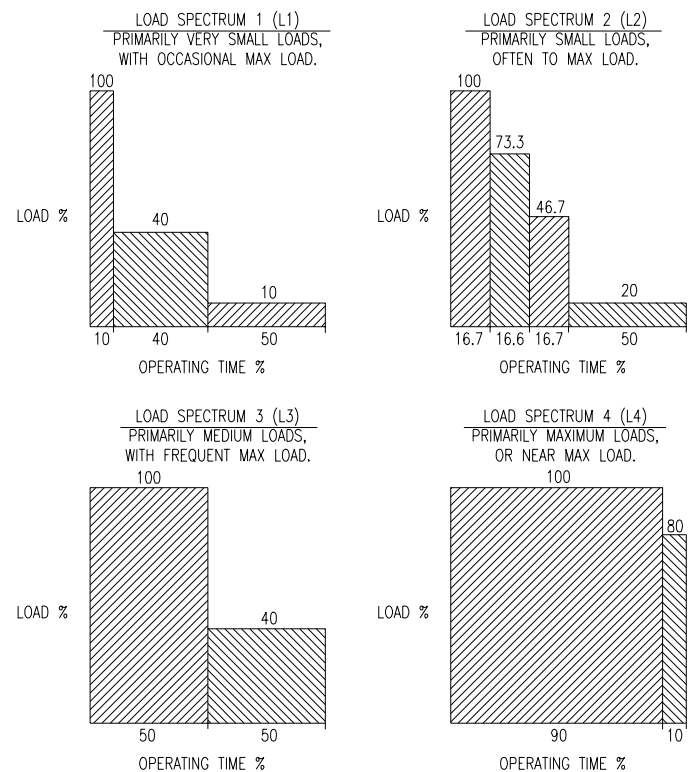 LOAD SPECTRUM 1 (L1)
PRIMARILY VERY SMALL LOADS,
WITH OCCASIONAL MAX LOAD.
100
LOAD %
40
10
10
40
50
OPERATING TIME %
LOAD SPECTRUM 2 (L2)
PRIMARILY SMALL LOADS,
OFTEN TO MAX LOAD.
100
73.3
LOAD %
46.7
20
16.7
16.6
16.7
50
OPERATING TIME %
LOAD SPECTRUM 3 (L3)
PRIMARILY MEDIUM LOADS,
WITH FREQUENT MAX LOAD.
100
LOAD %
40
50
50
OPERATING TIME %
LOAD SPECTRUM 4 (L4)
PRIMARILY MAXIMUM LOADS,
OR NEAR MAX LOAD.
100
80
LOAD %
90
10
OPERATING TIME %